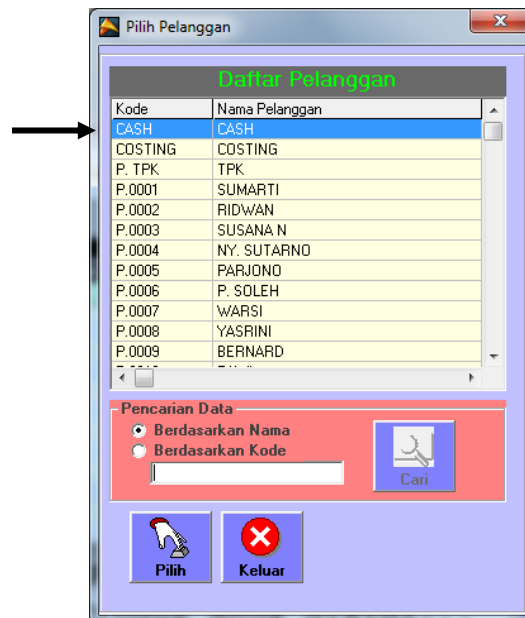 Pilih Pelanggan
Daftar Pelanggan
Kode Nama Pelanggan
CASH CASH
COSTING COSTING
P. TPK TPK
P.0001 SUMARTI
P.0002 RIDWAN
P.0003 SUSANA N
P.0004 NY. SUTARNO
P.0005 PARJONO
P.0006 P. SOLEH
P.0007 WARSI
P.0008 YASRINI
P.0009 BERNARD
Pencarian Data
Berdasarkan Nama
Berdasarkan Kode
Cari
Pilih Keluar